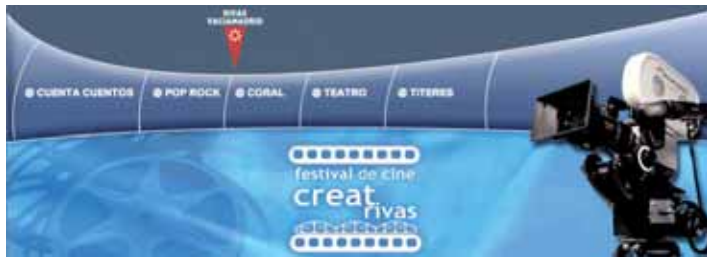 RIVAS
VACIAMADRID
CUENTA CUENTOS
POP ROCK
CORAL
TEATRO
TITERES
festival de cine
creat
rivas